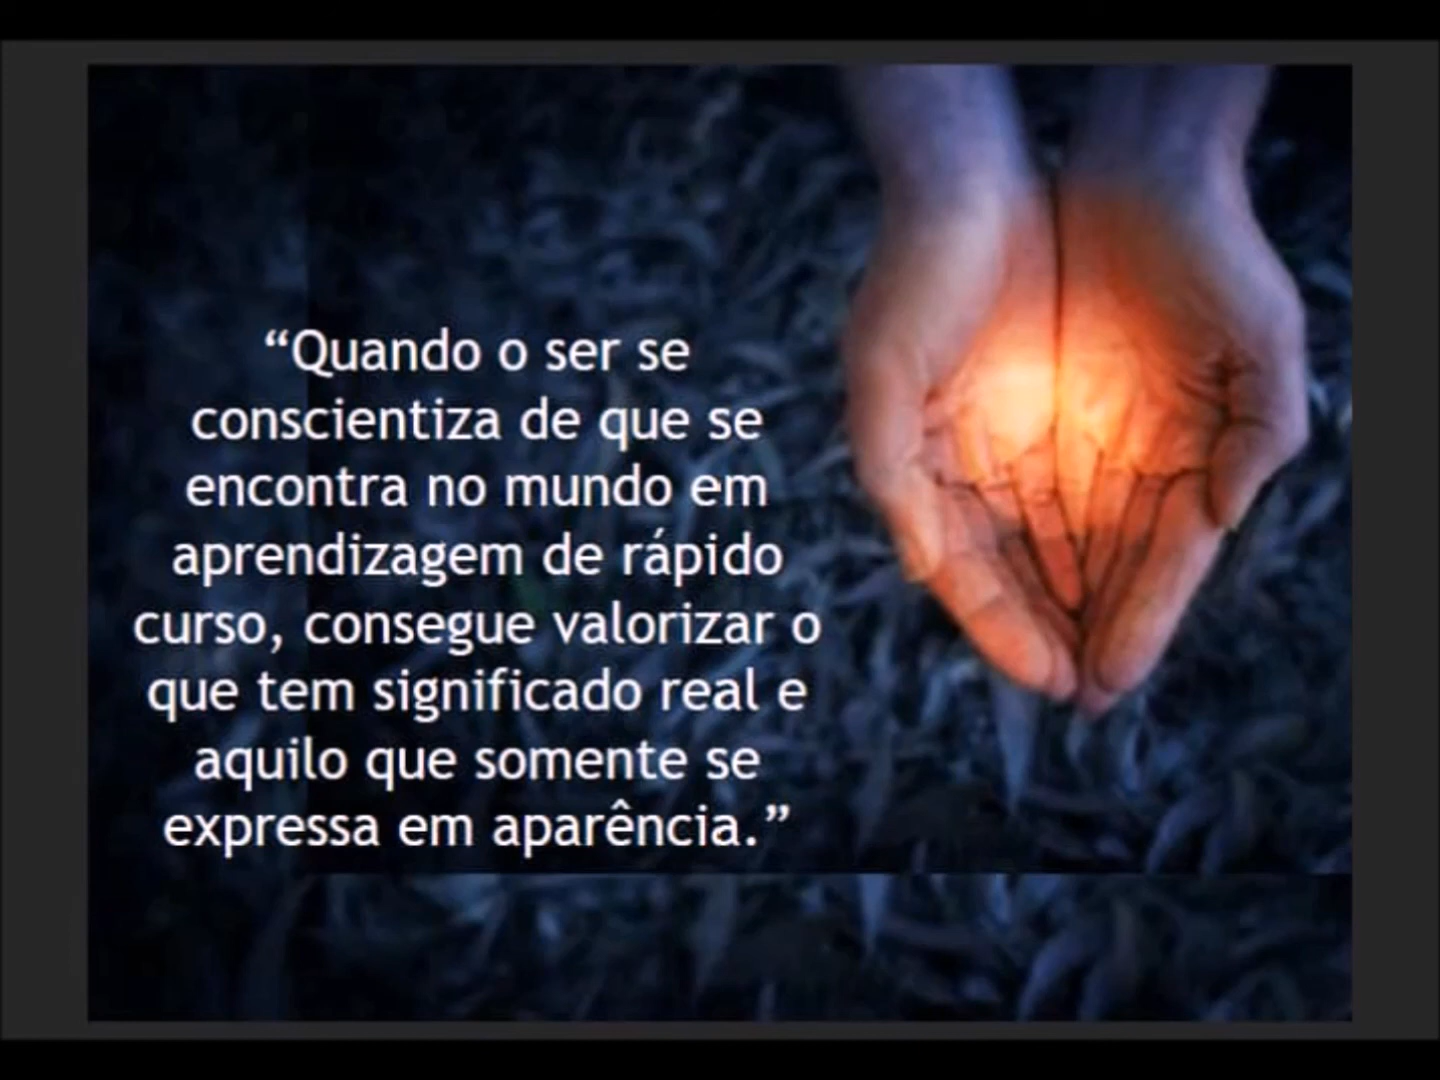 “Quando o ser se
conscientiza de que se
encontra no mundo em
aprendizagem de rápido
curso, consegue valorizar o
que tem significado real e
aquilo que somente se
expressa em aparência.”